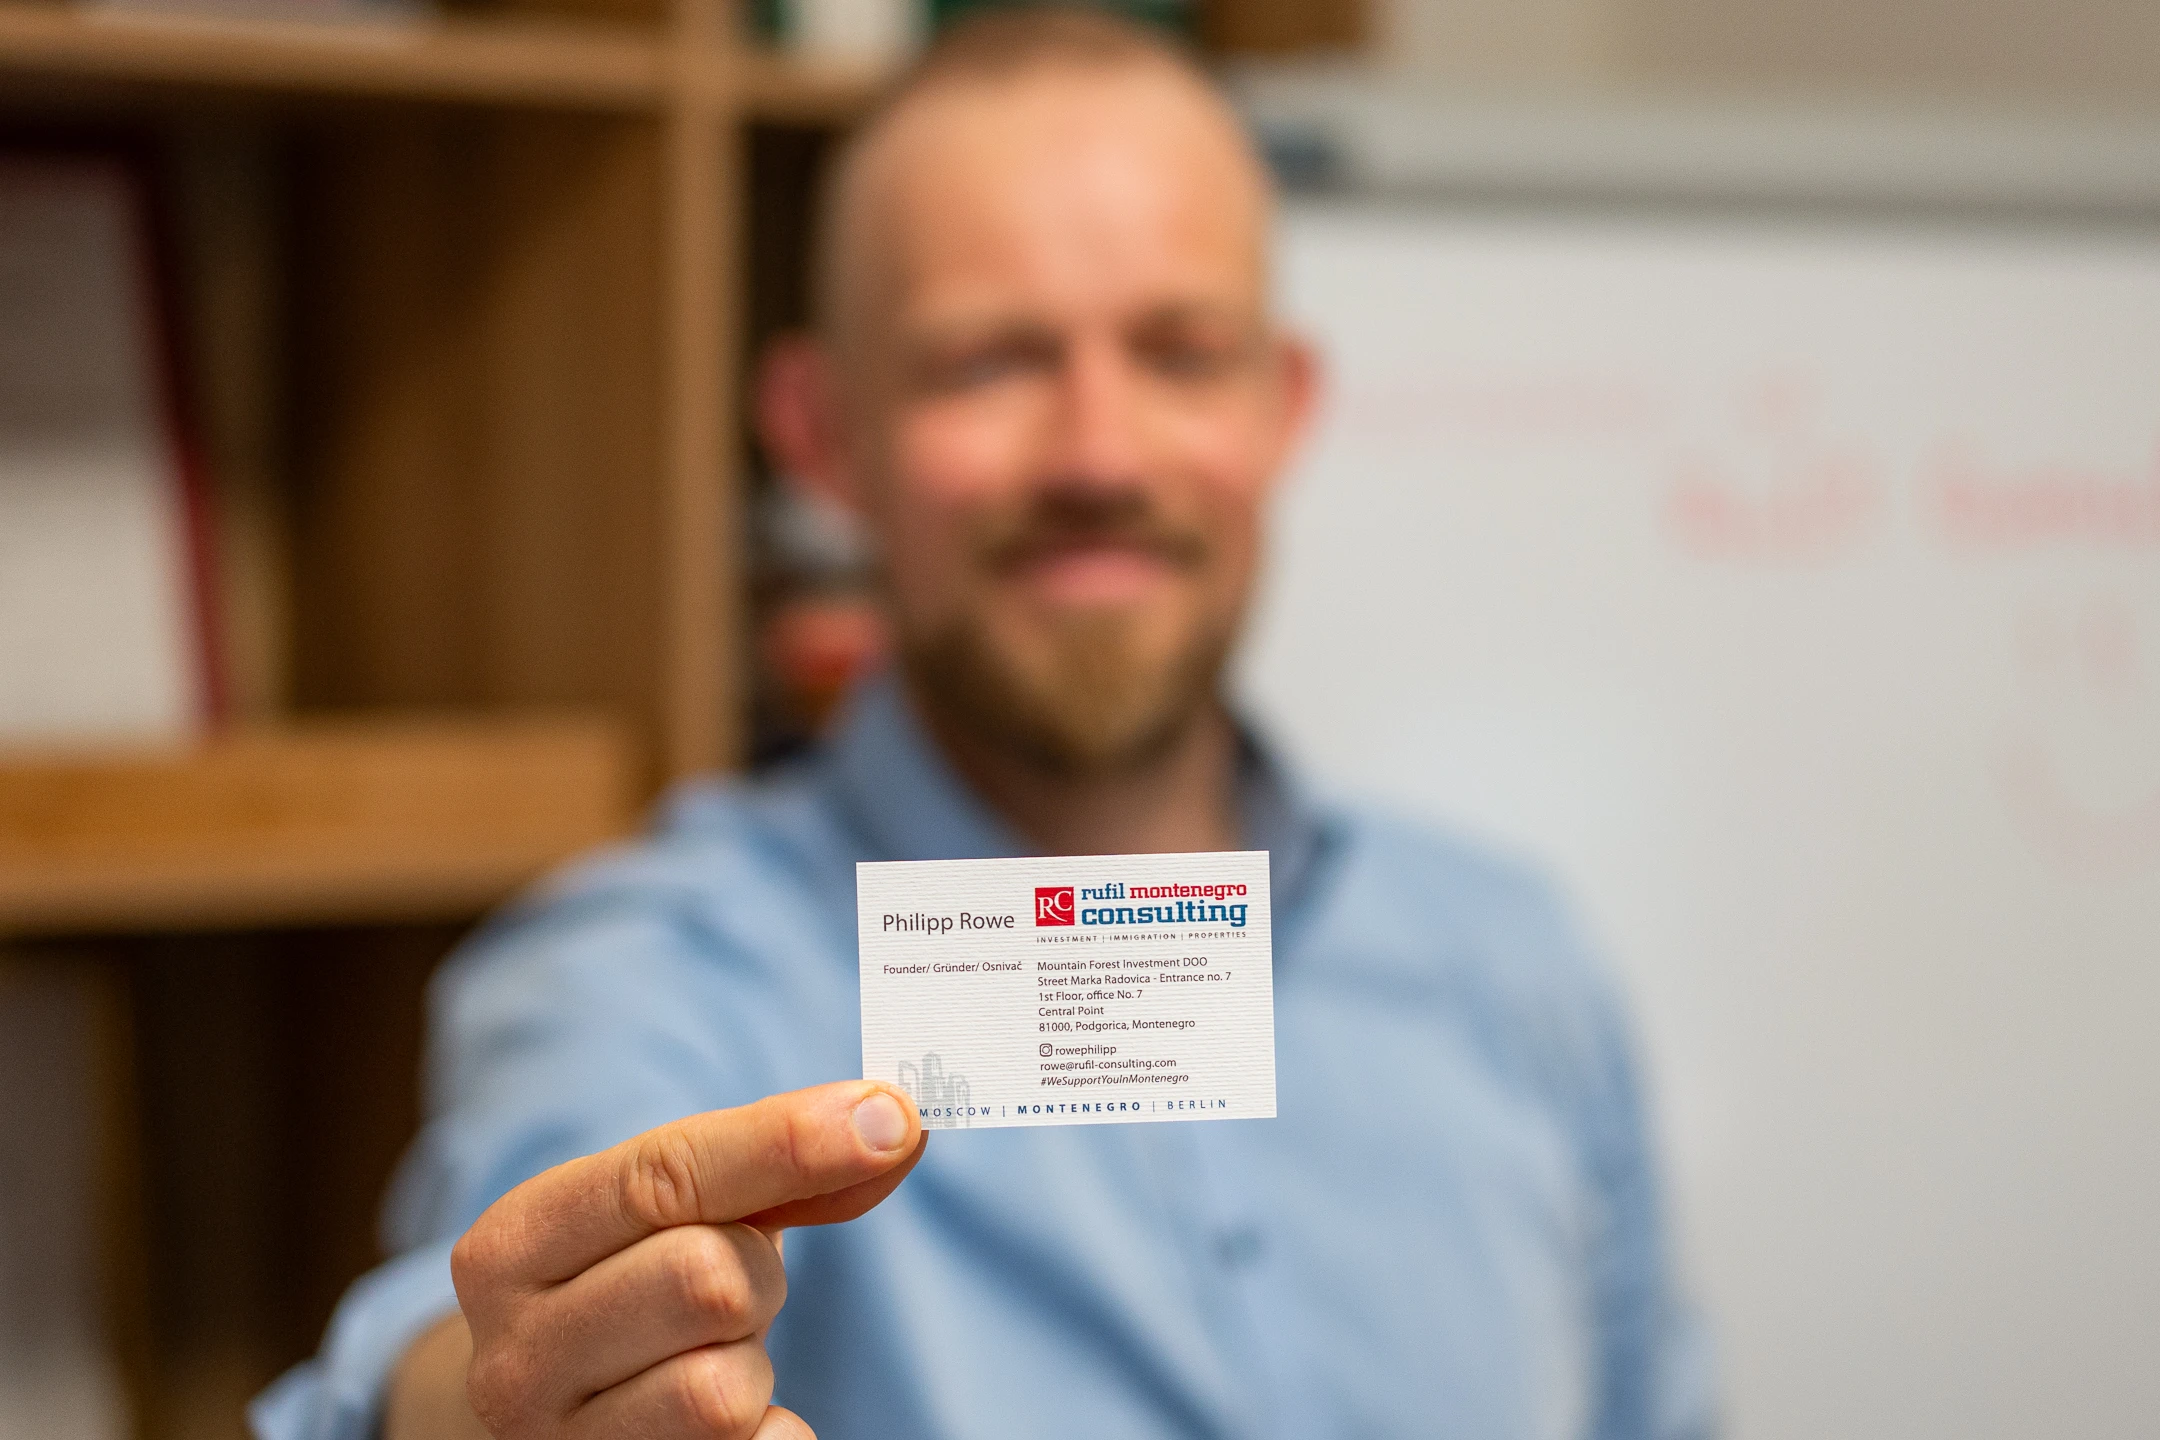 Philipp Rowe
Founder/ Gründer/ Osnivač
RC
rufil montenegro
consulting
INVESTMENT | IMMIGRATION | PROPERTIES
Mountain Forest Investment DOO
Street Marka Radovica - Entrance no. 7
1st Floor, office No. 7
Central Point
81000, Podgorica, Montenegro
rowephilipp
rowe@rufil-consulting.com
#WeSupportYouInMontenegro
MOSCOW | MONTENEGRO | BERLIN